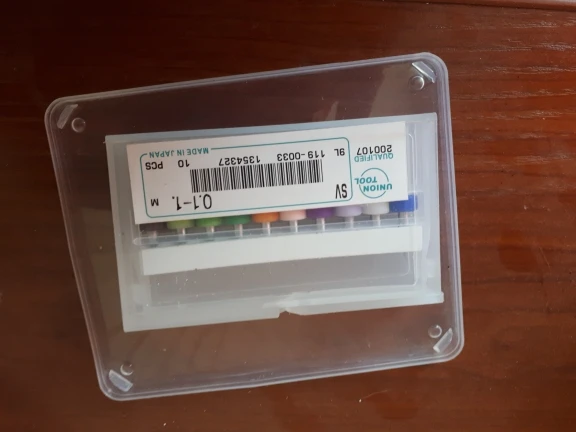 UNION
TOOL
SV 0.1-1. M
QUALIFIED
200107
9L 119-0033 1354327 10 PCS
MADE IN JAPAN